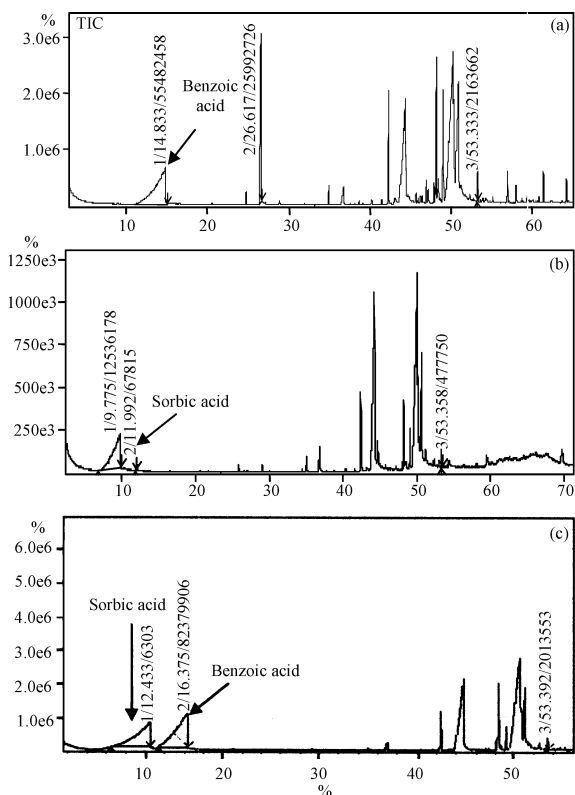 %
TIC
(a)
3.0e6
2.0e6
1.0e6
1/14.833/55482458
Benzoic
acid
2/26.617/25992726
3/53.333/2163662
10 20 30 40 50 60
%
(b)
1250e3
1000e3
750e3
500e3
250e3
1/9.775/12536178
2/11.992/67815
Sorbic acid
3/53.358/477750
10 20 30 40 50 60 70
%
(c)
6.0e6
5.0e6
4.0e6
3.0e6
2.0e6
1.0e6
Sorbic acid
1/12.433/6303
2/16.375/82379906
Benzoic acid
3/53.392/2013553
10 20 30 40 50
%